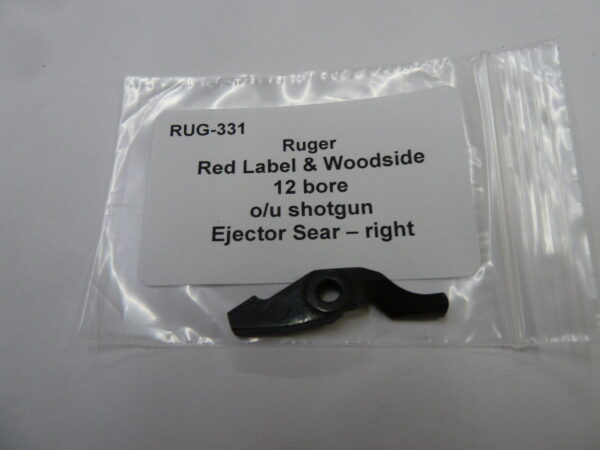 RUG-331
Ruger
Red Label & Woodside
12 bore
o/u shotgun
Ejector Sear – right